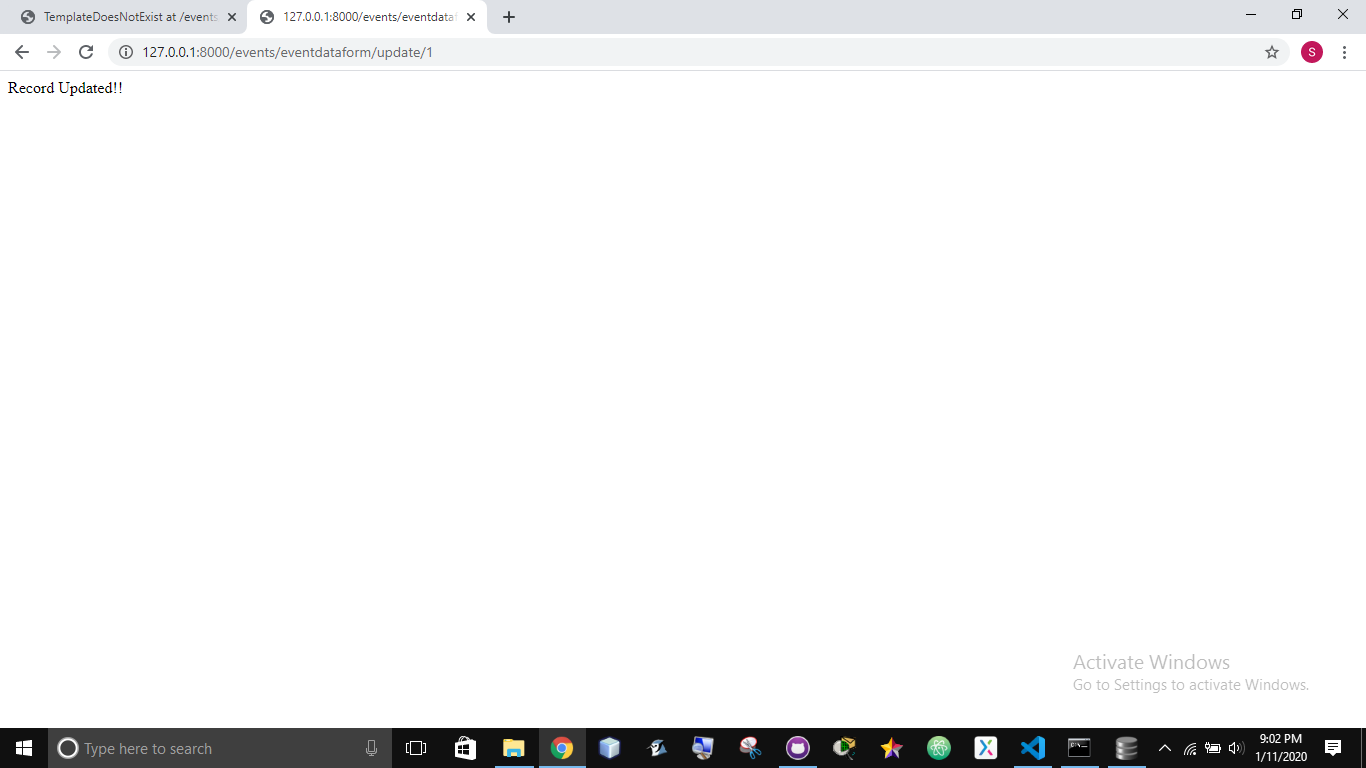 TemplateDoesNotExist at /events
127.0.0.1:8000/events/eventdataf
127.0.0.1:8000/events/eventdataform/update/1
S
Record Updated!!
Activate Windows
Go to Settings to activate Windows.
Type here to search
9:02 PM
1/11/2020